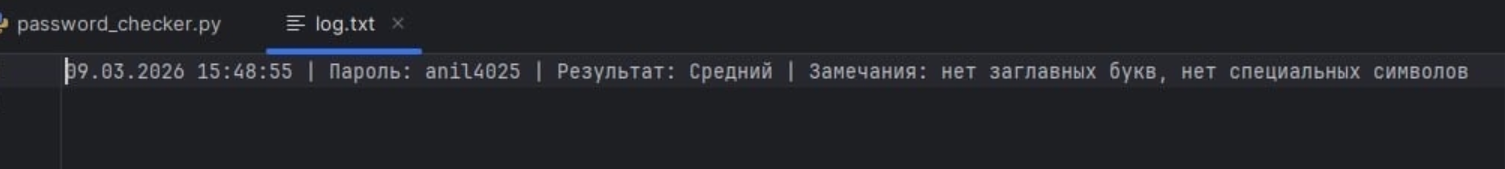 password_checker.py
log.txt
09.03.2026 15:48:55 | Пароль: anil4025 | Результат: Средний | Замечания: нет заглавных букв, нет специальных символов